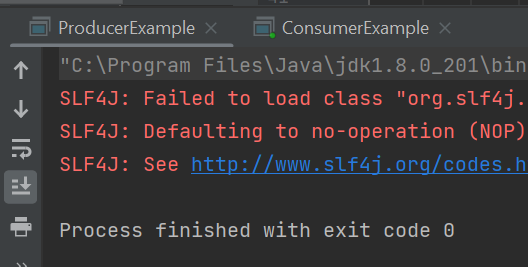 ProducerExample × ConsumerExample ×
"C:\Program Files\Java\jdk1.8.0_201\bin
SLF4J: Failed to load class "org.slf4j.
SLF4J: Defaulting to no-operation (NOP)
SLF4J: See http://www.slf4j.org/codes.h
Process finished with exit code 0